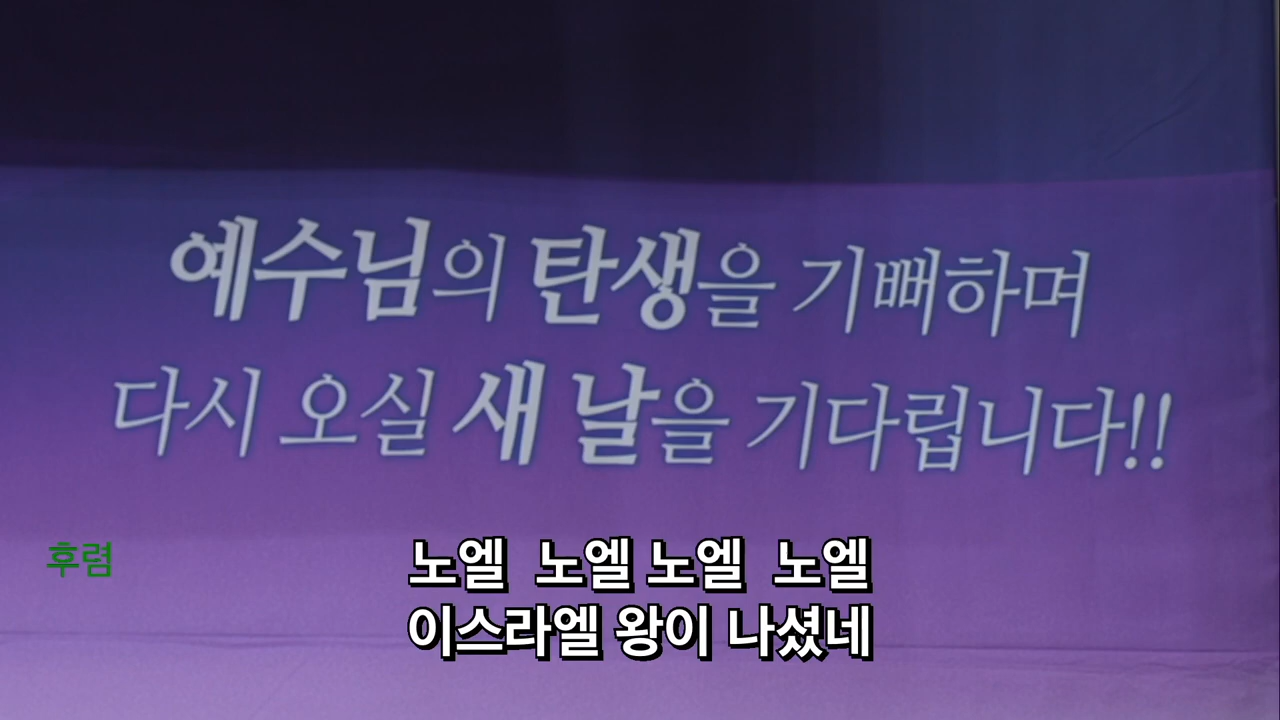 예수님의 탄생을 기뻐하며
다시 오실 새 날을 기다립니다!!
후렴
노엘 노엘 노엘 노엘
이스라엘 왕이 나셨네